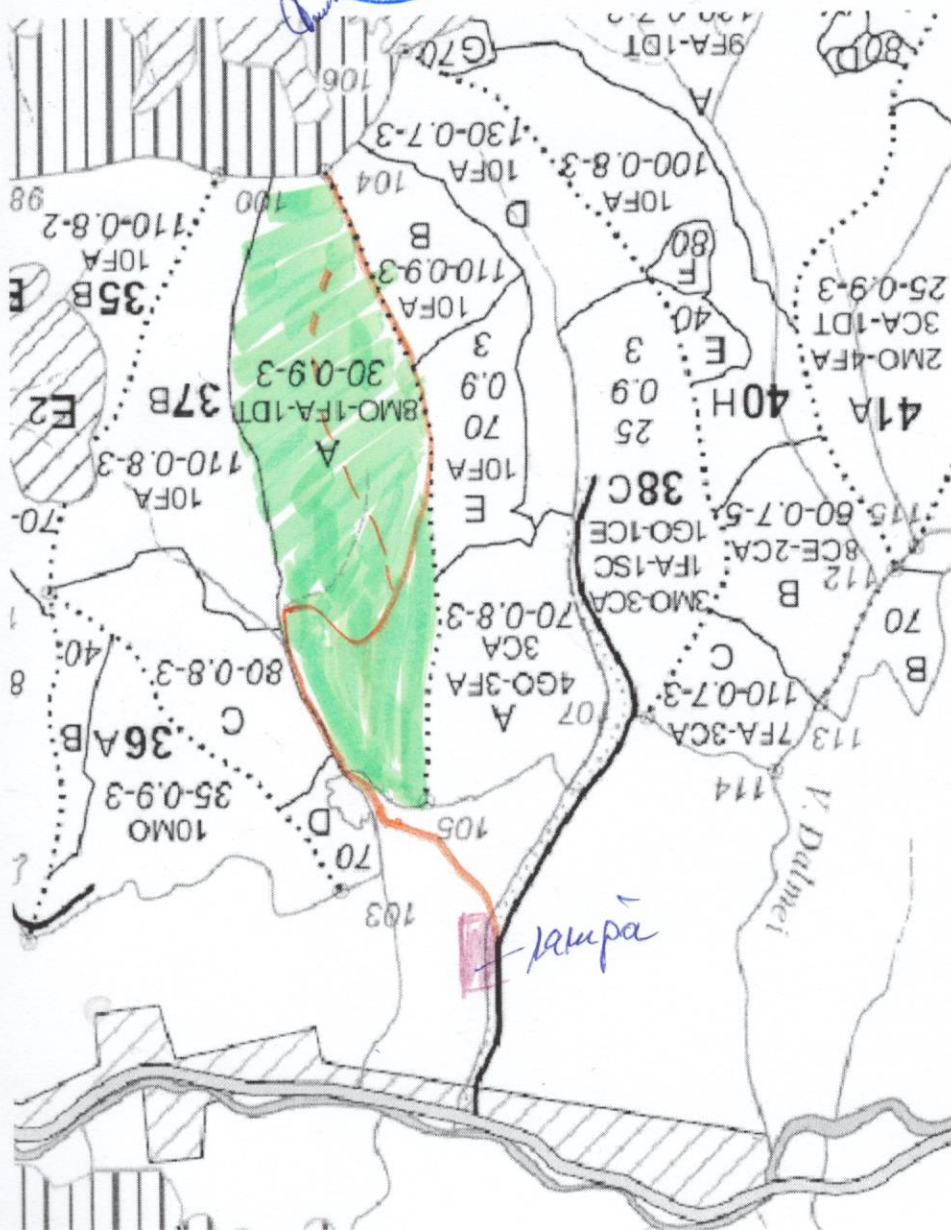 rampă
V. Dalmei
103
70
D
10MO
35-0.9-3
105
114
113
7FA-3CA
110-0.7-3
C
107
A
4GO-3FA
3CA
70-0.8-3
C
80-0.8-3
36A
B
40
8
B
70
112
115
B
8CE-2CA
60-0.7-5
3MO-3CA
1FA-1SC
1GO-1CE
38C
25
0.9
3
E
10FA
70
0.9
3
A
8MO-1FA-1DT
30-0.9-3
10FA
110-0.8-3
37B
70-
E2
41A
2MO-4FA
3CA-1DT
25-0.9-3
40H
E
40
F
80
10FA
110-0.9-3
B
35B
10FA
110-0.8-2
10FA
100-0.8-3
D
10FA
130-0.7-3
104
100
98
A
106
G70
9FA-1DT
D
80